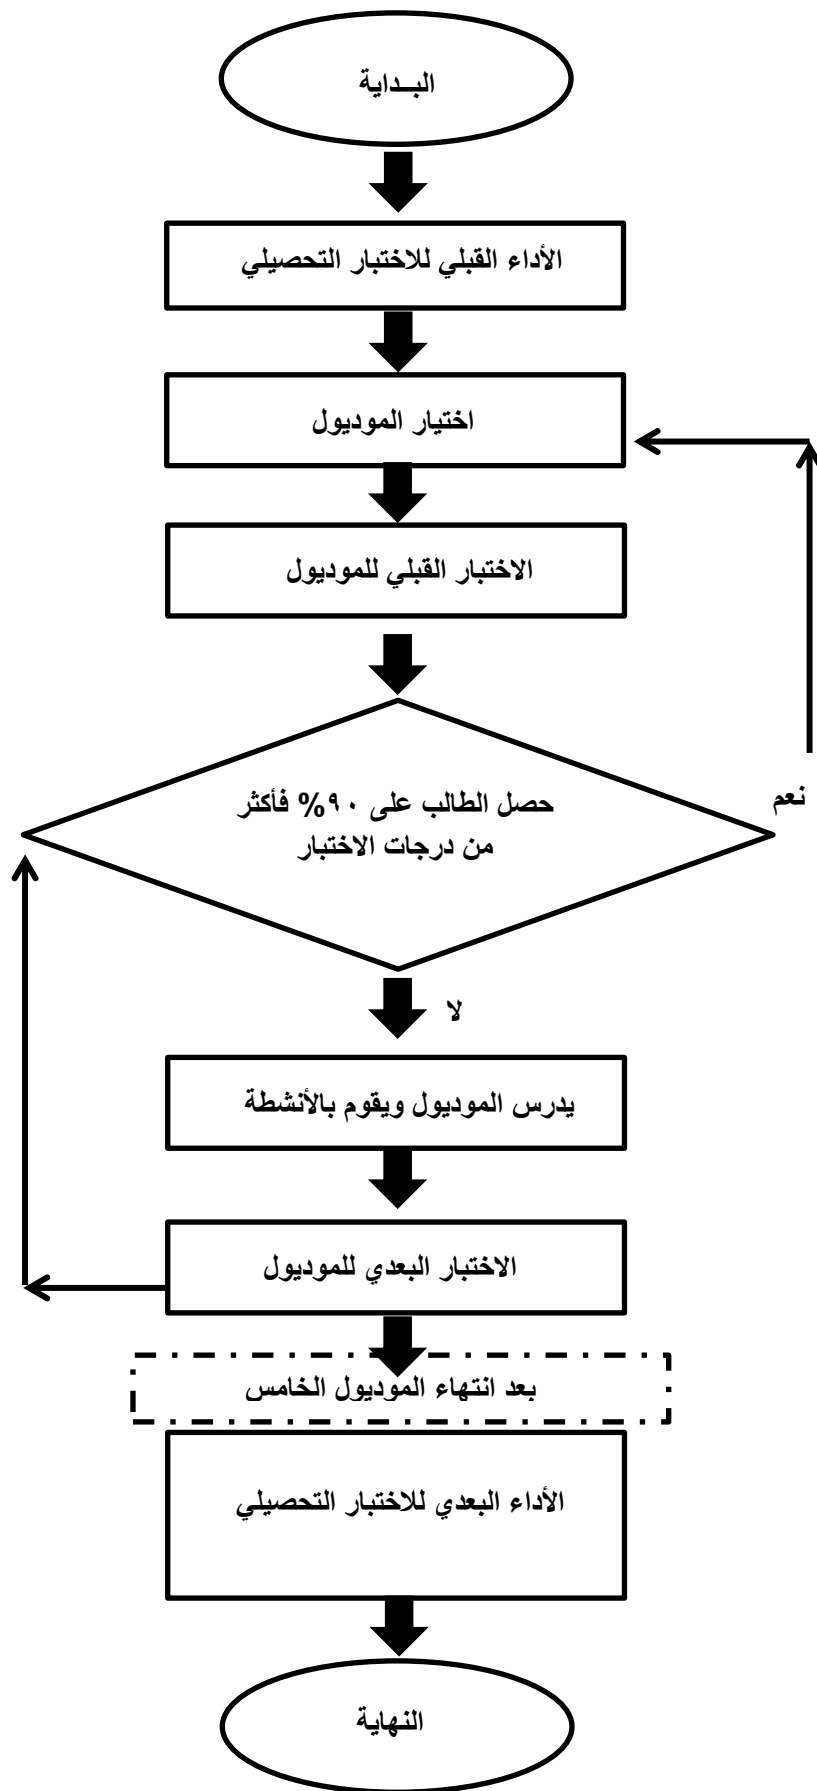 البــداية
الأداء القبلي للاختبار التحصيلي
اختيار الموديول
الاختبار القبلي للموديول
حصل الطالب على ٩٠% فأكثر
من درجات الاختبار
نعم
لا
يدرس الموديول ويقوم بالأنشطة
الاختبار البعدي للموديول
بعد انتهاء الموديول الخامس
الأداء البعدي للاختبار التحصيلي
النهاية